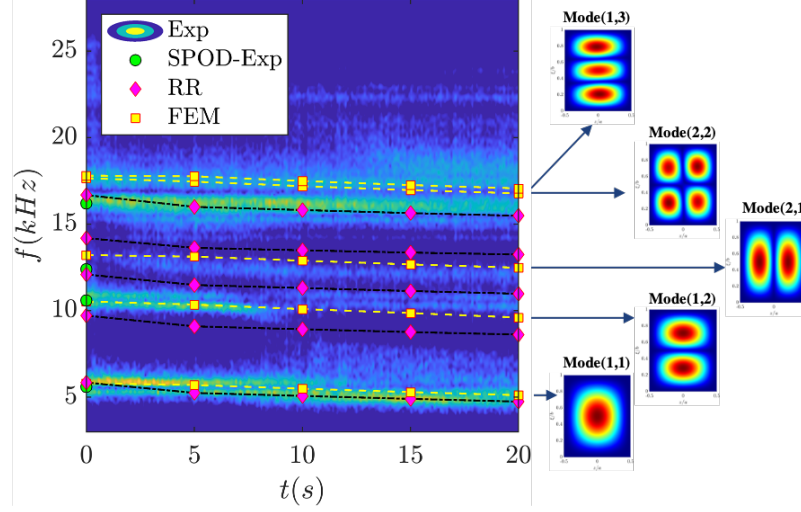 Exp
SPOD-Exp
RR
FEM
25
20
15
10
5
f(kHz)
0
5
10
15
20
t(s)
Mode(1,3)
Mode(2,2)
Mode(2,1
Mode(1,2)
Mode(1,1)